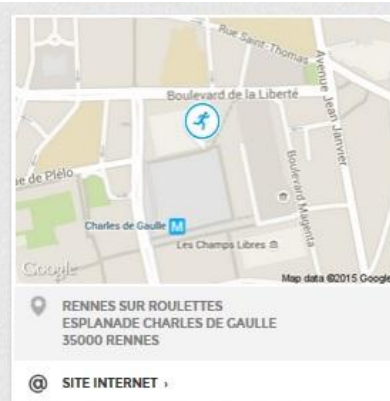 Rue Saint-Thomas
Avenue Jean Janvier
Boulevard de la Liberté
e de Plélo
Boulevard Magenta
Charles de Gaulle M
Les Champs Libres
Google
Map data ©2015 Google
RENNES SUR ROULETTES
ESPLANADE CHARLES DE GAULLE
35000 RENNES
@ SITE INTERNET ›